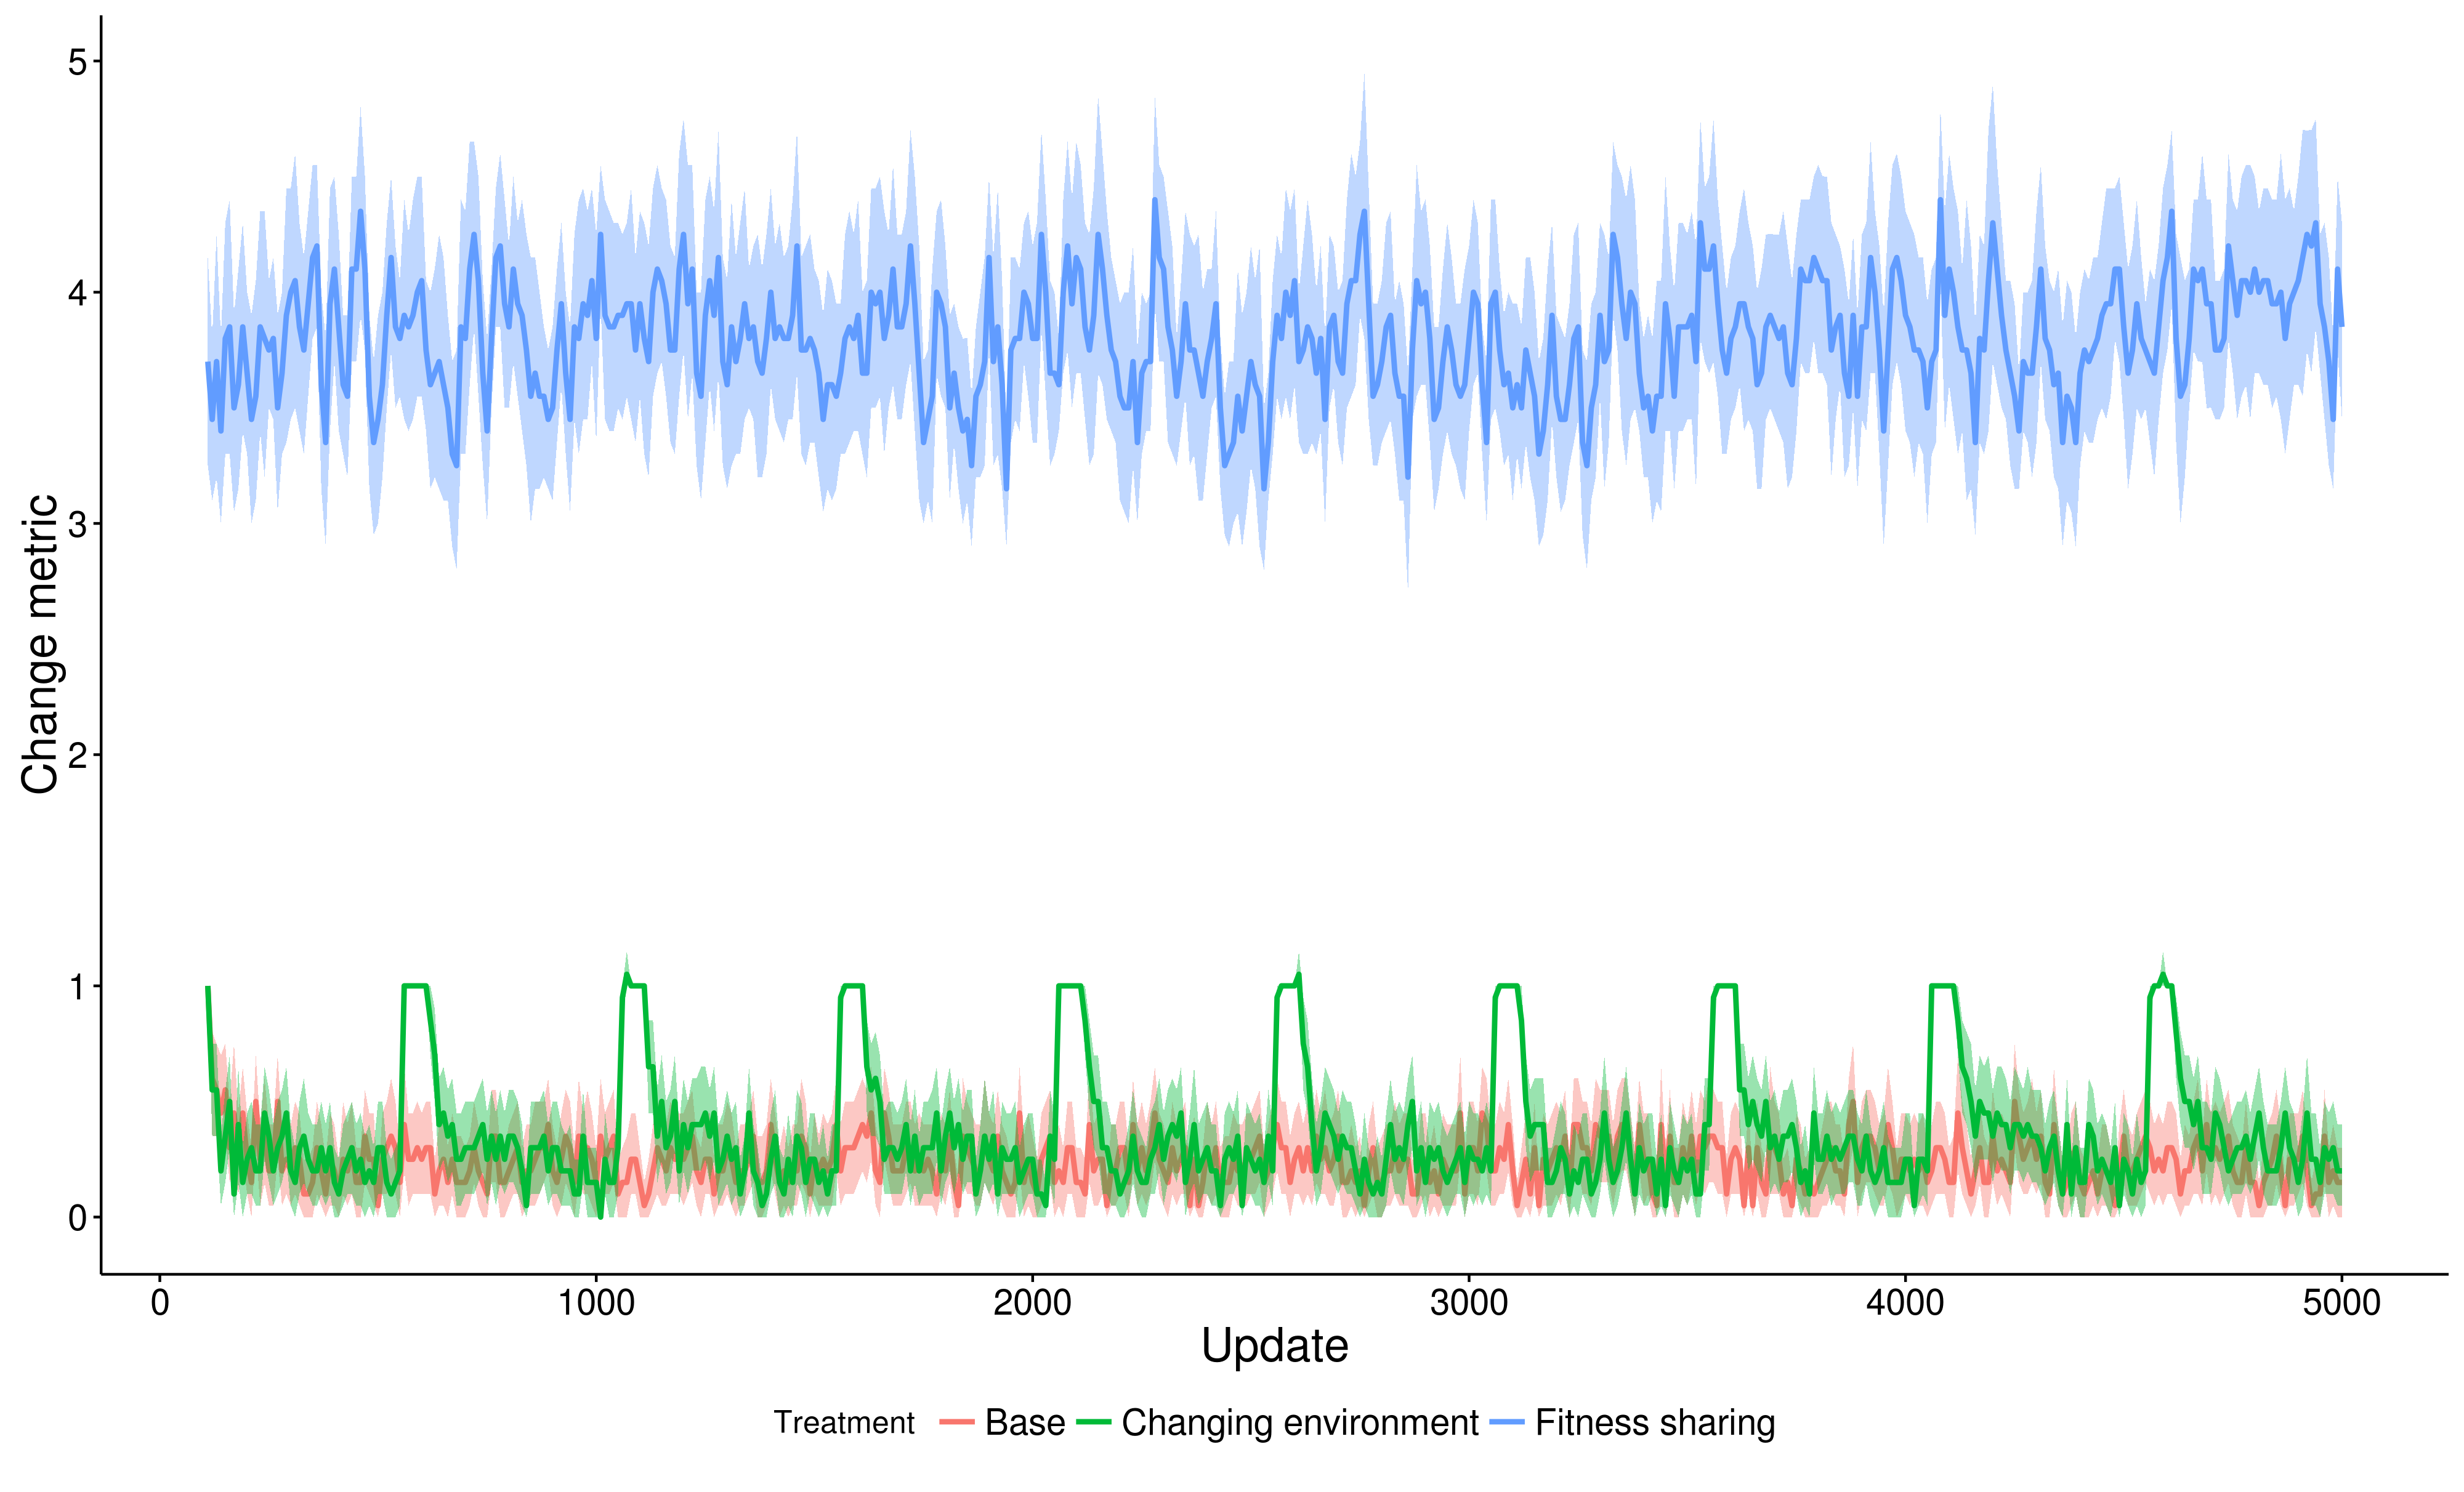 5
4
3
2
1
0
Change metric
0 1000 2000 3000 4000 5000
Update
Treatment Base Changing environment Fitness sharing